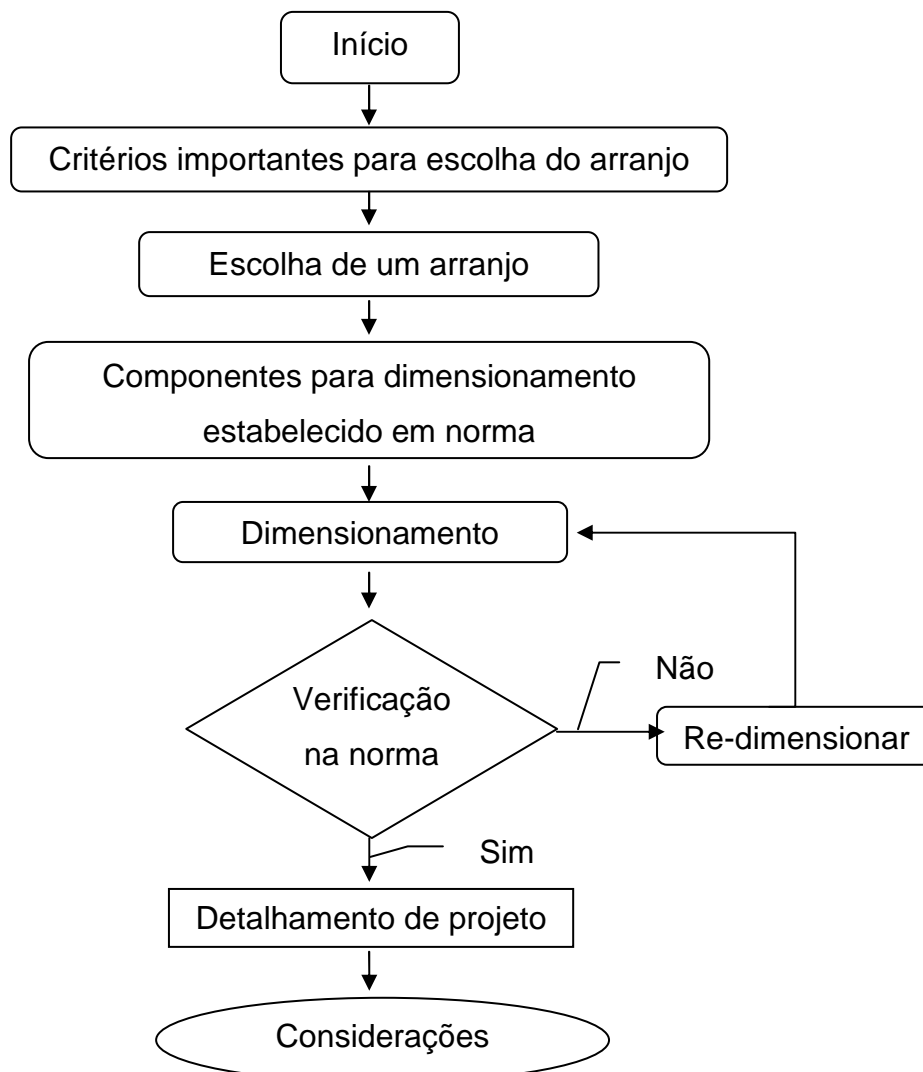 Início
Critérios importantes para escolha do arranjo
Escolha de um arranjo
Componentes para dimensionamento
estabelecido em norma
Dimensionamento
Verificação
na norma
Não
Re-dimensionar
Sim
Detalhamento de projeto
Considerações